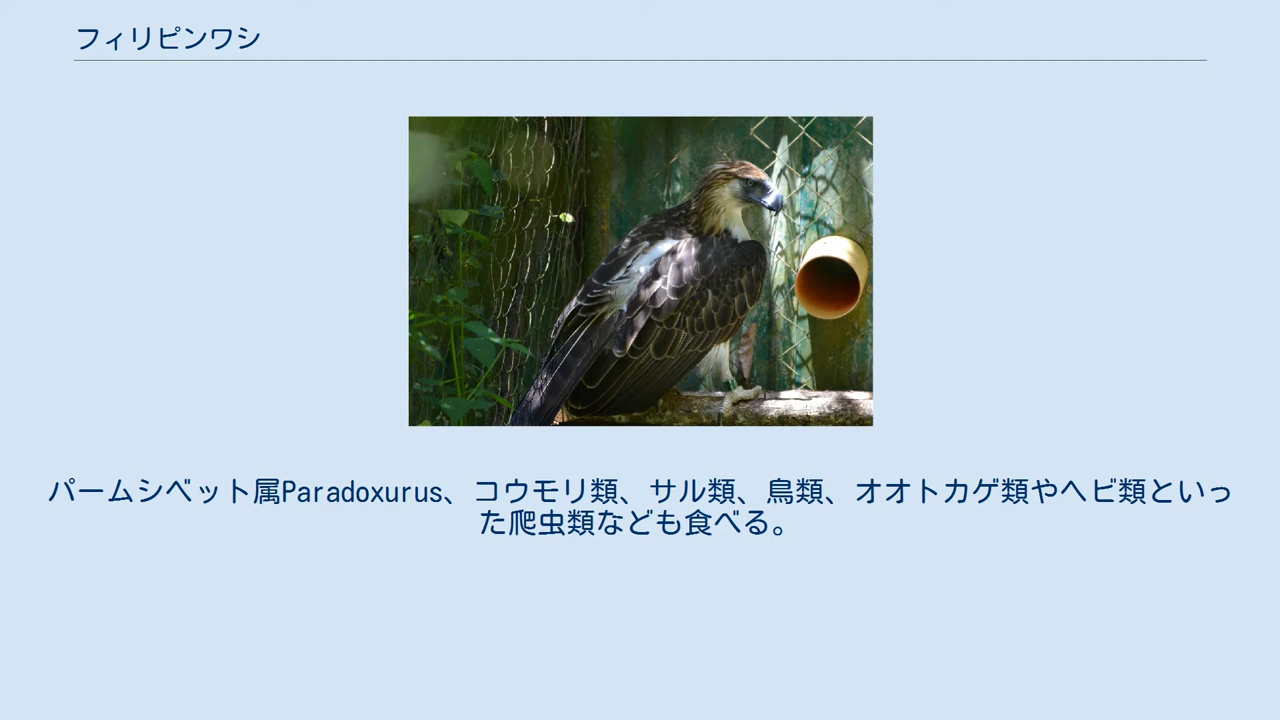 フィリピンワシ
パームシベット属Paradoxurus、コウモリ類、サル類、鳥類、オオトカゲ類やヘビ類といっ
た爬虫類なども食べる。